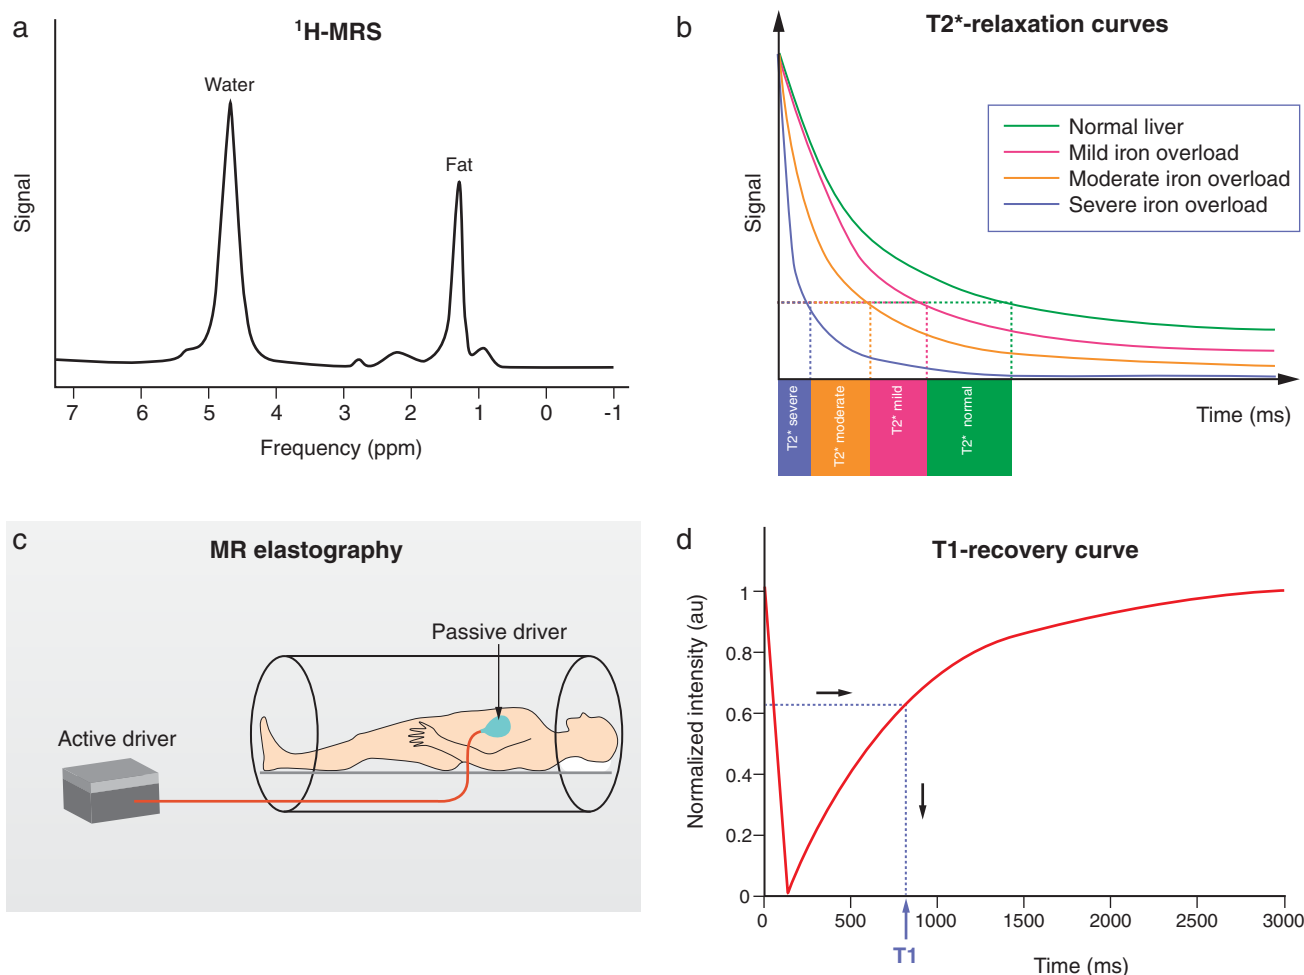 a
¹H-MRS
Water
Fat
Signal
7 6 5 4 3 2 1 0 -1
Frequency (ppm)
b
T2*-relaxation curves
Normal liver
Mild iron overload
Moderate iron overload
Severe iron overload
Signal
T2* severe
T2* moderate
T2* mild
T2* normal
Time (ms)
c
MR elastography
Passive driver
Active driver
d
T1-recovery curve
Normalized intensity (au)
1
0.8
0.6
0.4
0.2
0
0 500 1000 1500 2000 2500 3000
T1
Time (ms)